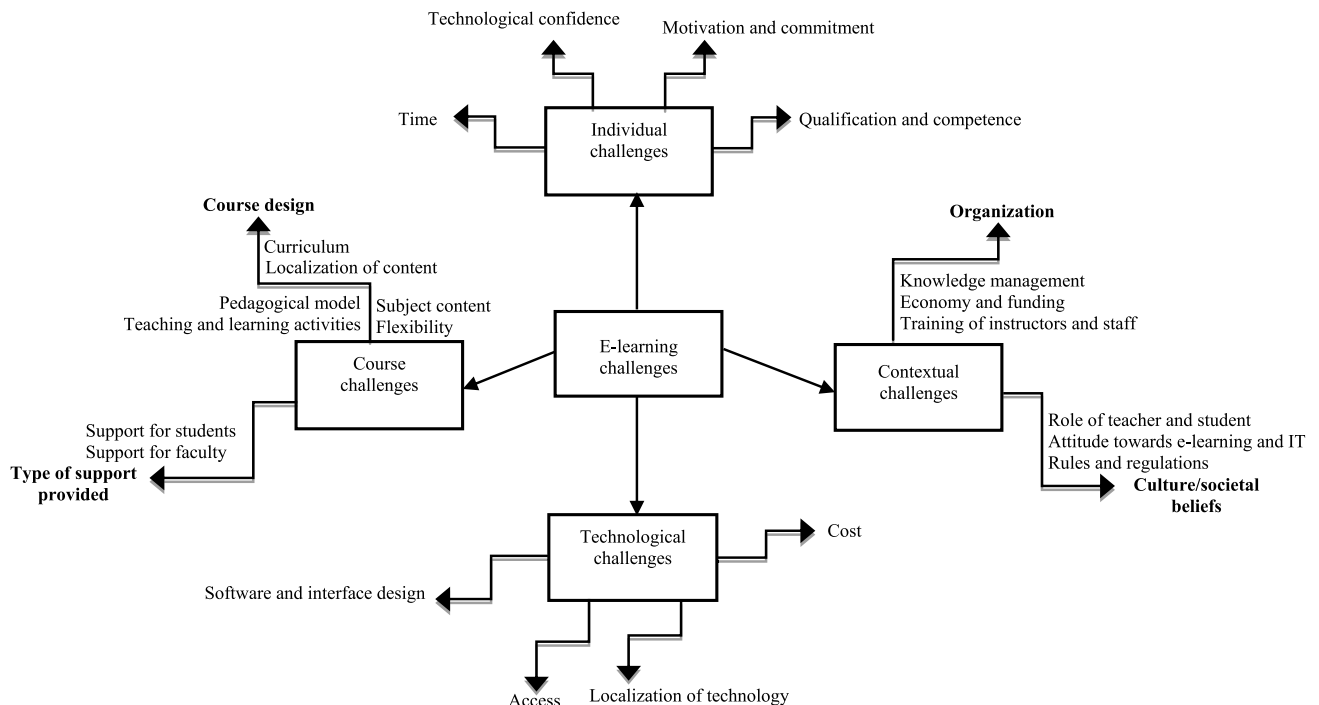 Technological confidence
Motivation and commitment
Time
Individual
challenges
Qualification and competence
Course design
Curriculum
Localization of content
Pedagogical model
Teaching and learning activities
Subject content
Flexibility
Course
challenges
Support for students
Support for faculty
Type of support
provided
E-learning
challenges
Organization
Knowledge management
Economy and funding
Training of instructors and staff
Contextual
challenges
Role of teacher and student
Attitude towards e-learning and IT
Rules and regulations
Culture/societal
beliefs
Technological
challenges
Cost
Software and interface design
Access
Localization of technology